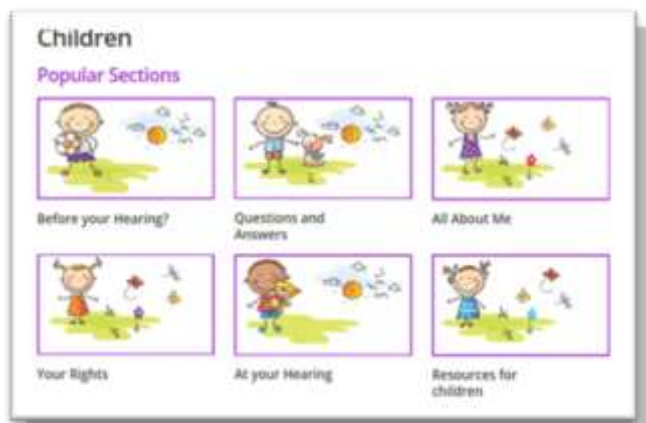 Children
Popular Sections
Before your Hearing?
Questions and
Answers
All About Me
Your Rights
At your Hearing
Resources for
children